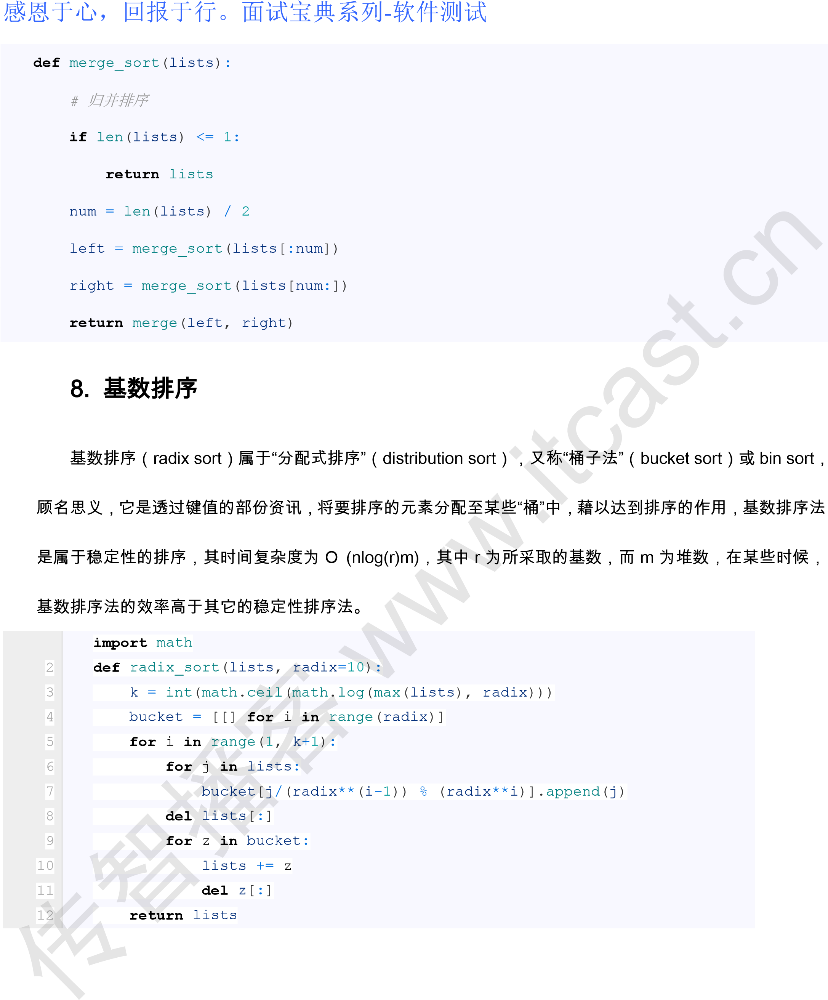 感恩于心，回报于行。面试宝典系列-软件测试
def merge_sort(lists):
    # 归并排序
    if len(lists) <= 1:
        return lists
    num = len(lists) / 2
    left = merge_sort(lists[:num])
    right = merge_sort(lists[num:])
    return merge(left, right)
8. 基数排序
基数排序（radix sort）属于“分配式排序”（distribution sort），又称“桶子法”（bucket sort）或 bin sort，
顾名思义，它是透过键值的部份资讯，将要排序的元素分配至某些“桶”中，藉以达到排序的作用，基数排序法
是属于稳定性的排序，其时间复杂度为 O (nlog(r)m)，其中 r 为所采取的基数，而 m 为堆数，在某些时候，
基数排序法的效率高于其它的稳定性排序法。
import math
2 def radix_sort(lists, radix=10):
3     k = int(math.ceil(math.log(max(lists), radix)))
4     bucket = [[] for i in range(radix)]
5     for i in range(1, k+1):
6         for j in lists:
7             bucket[j/(radix**(i-1)) % (radix**i)].append(j)
8         del lists[:]
9         for z in bucket:
10             lists += z
11             del z[:]
12     return lists
传智播客 www.itcast.cn